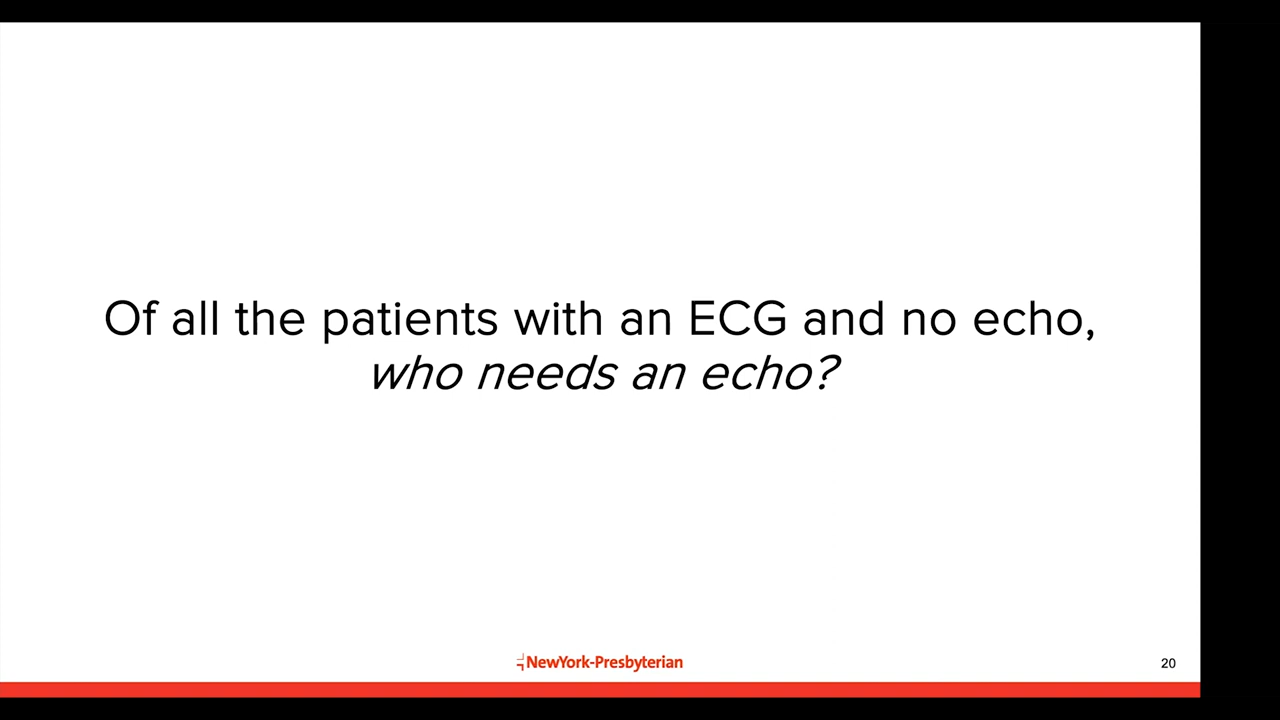 Of all the patients with an ECG and no echo,
who needs an echo?
NewYork-Presbyterian
20